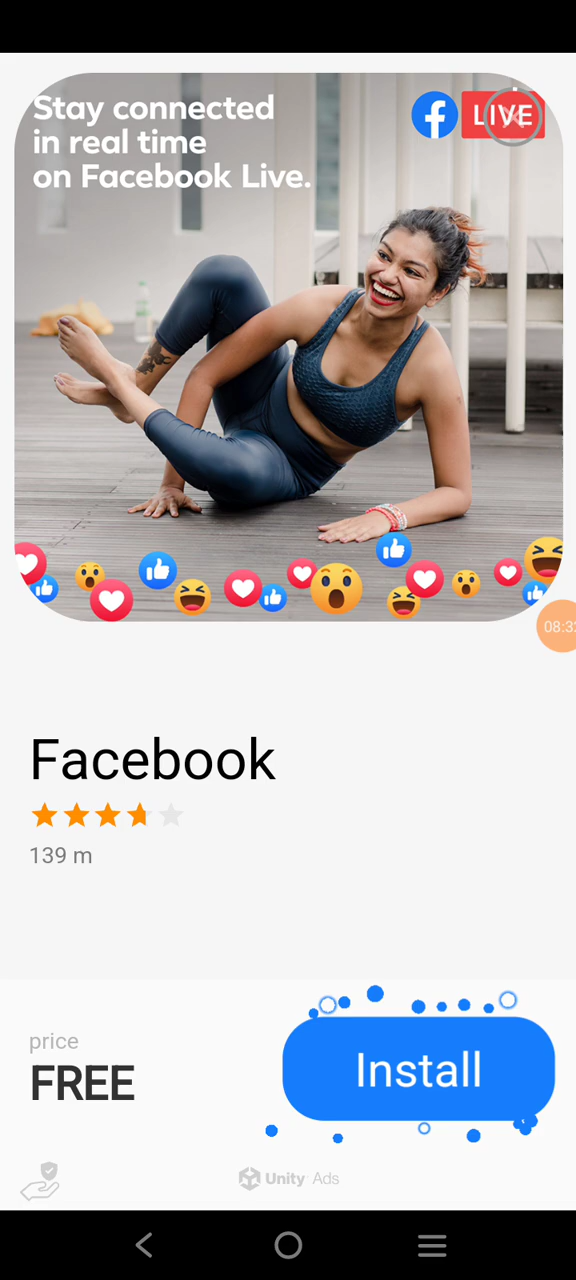 Stay connected
in real time
on Facebook Live.
LIVE
Facebook
139 m
price
FREE
Install
Unity Ads